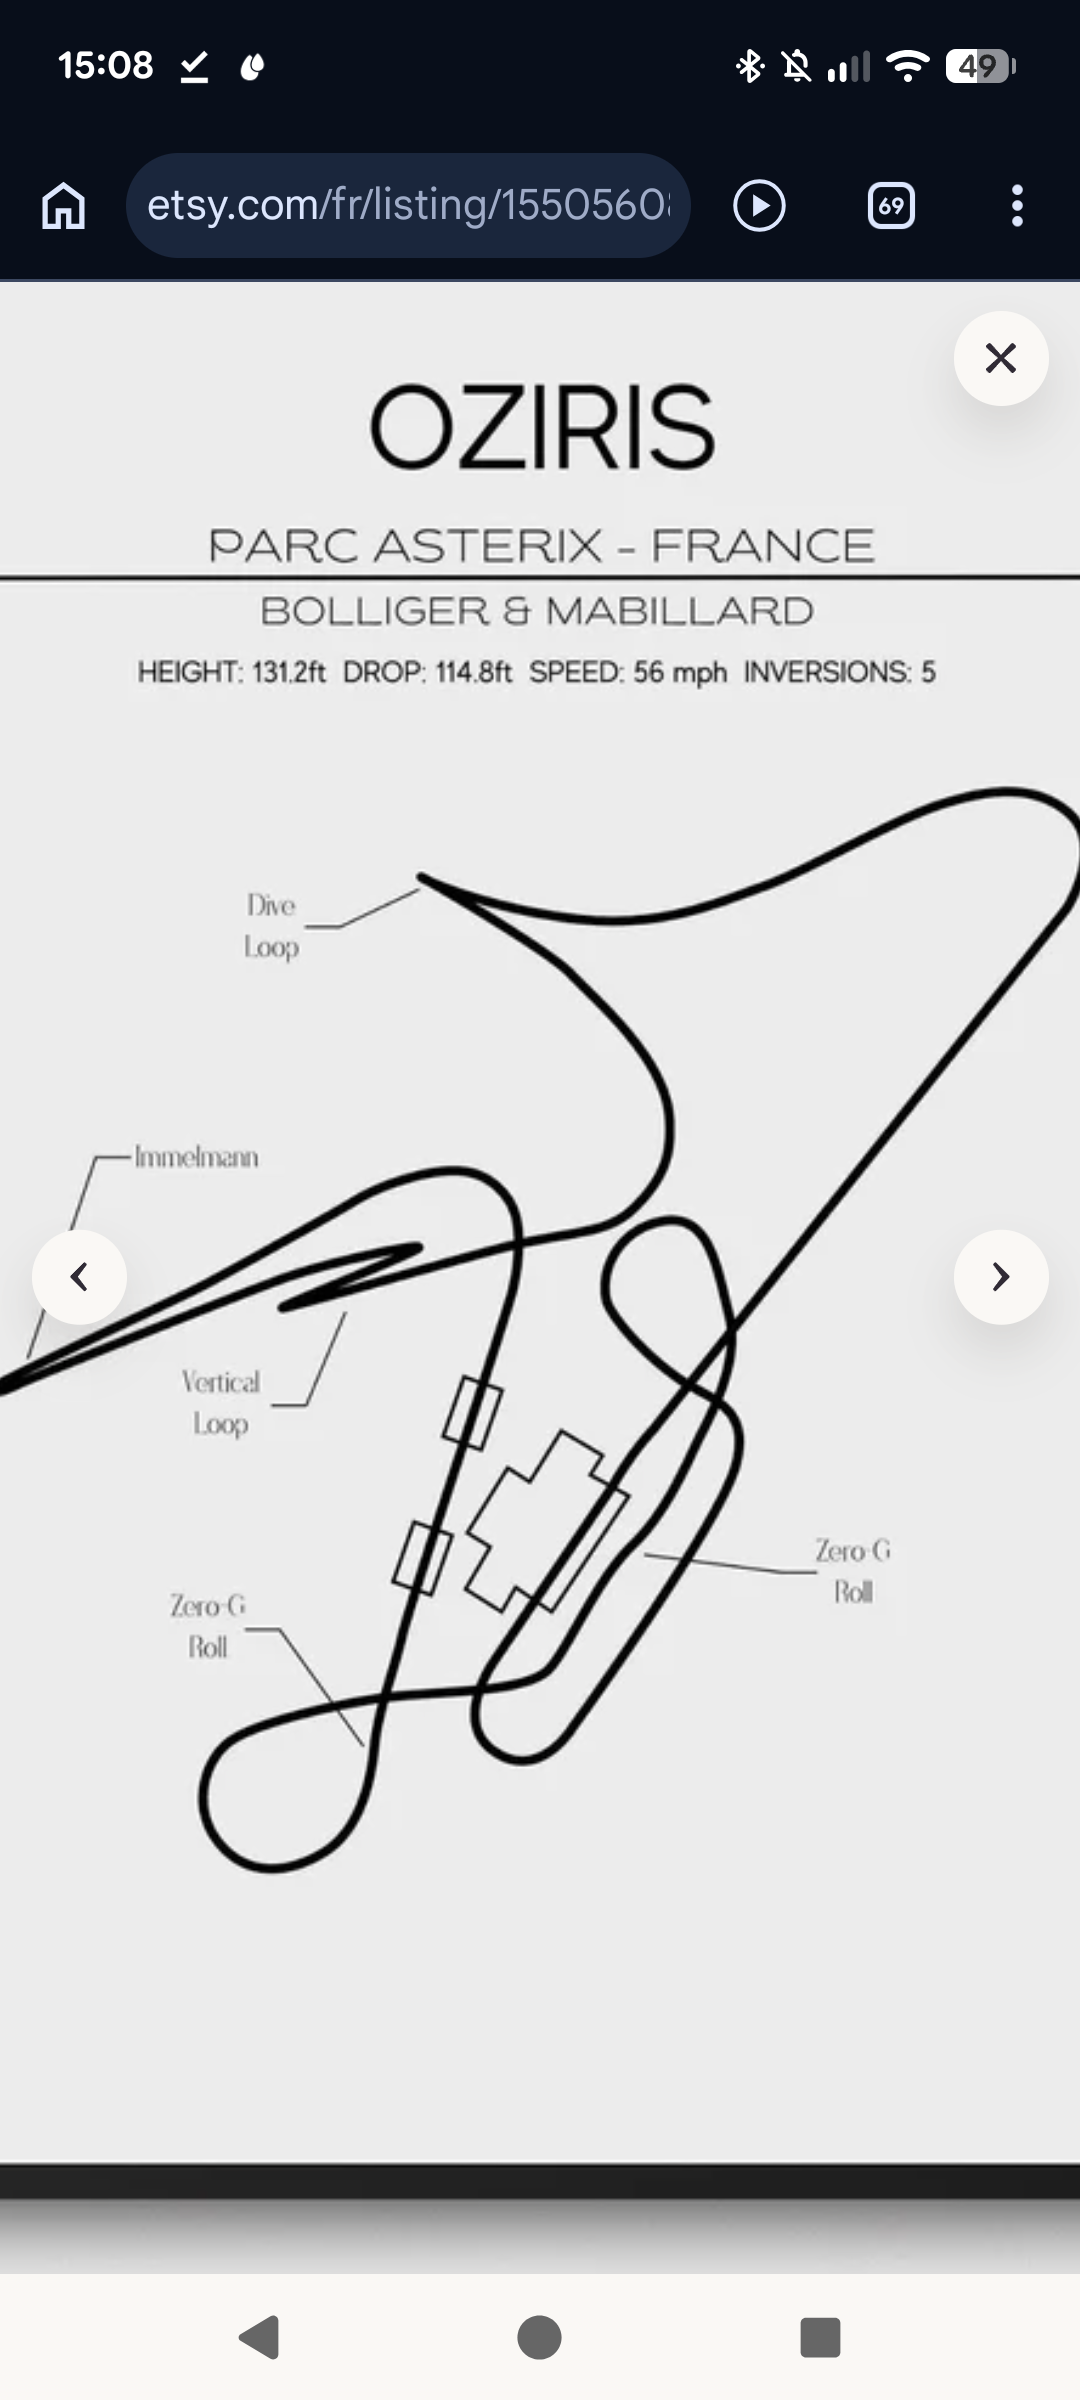 15:08
49
etsy.com/fr/listing/15505608
69
OZIRIS
PARC ASTERIX - FRANCE
BOLLIGER & MABILLARD
HEIGHT: 131.2ft DROP: 114.8ft SPEED: 56 mph INVERSIONS: 5
Dive
Loop
Immelmann
Vertical
Loop
Zero-G
Roll
Zero-G
Roll